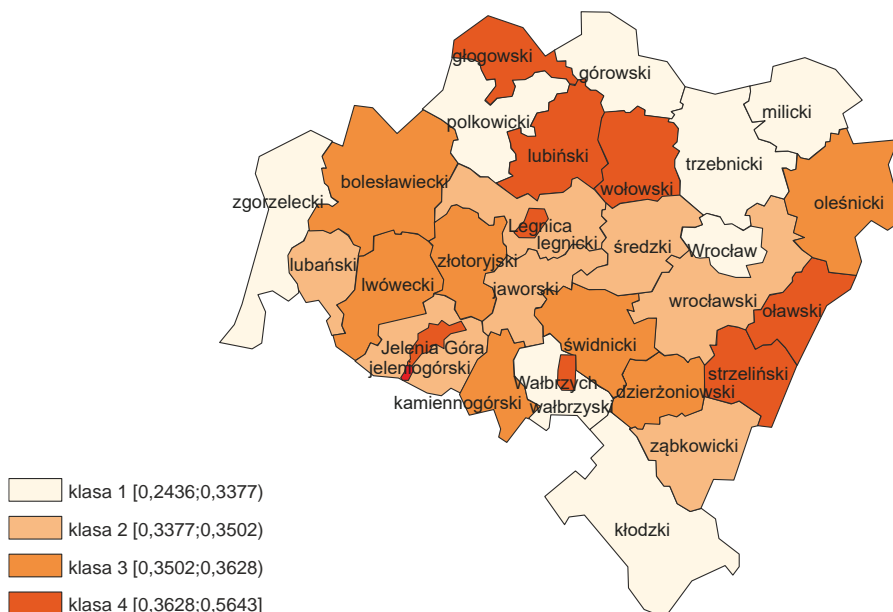 głogowski
górowski
milicki
polkowicki
lubiński
trzebnicki
bolesławiecki
wołowski
zgorzelecki
oleśnicki
Legnica
legnicki
średzki
Wrocław
lubański
złotoryjski
lwówecki
jaworski
wrocławski
oławski
Jelenia Góra
świdnicki
jeleniogórski
strzeliński
Wałbrzych
dzierżoniowski
kamiennogórski
wałbrzyski
ząbkowicki
kłodzki
klasa 1 [0,2436;0,3377)
klasa 2 [0,3377;0,3502)
klasa 3 [0,3502;0,3628)
klasa 4 [0,3628;0,5643]